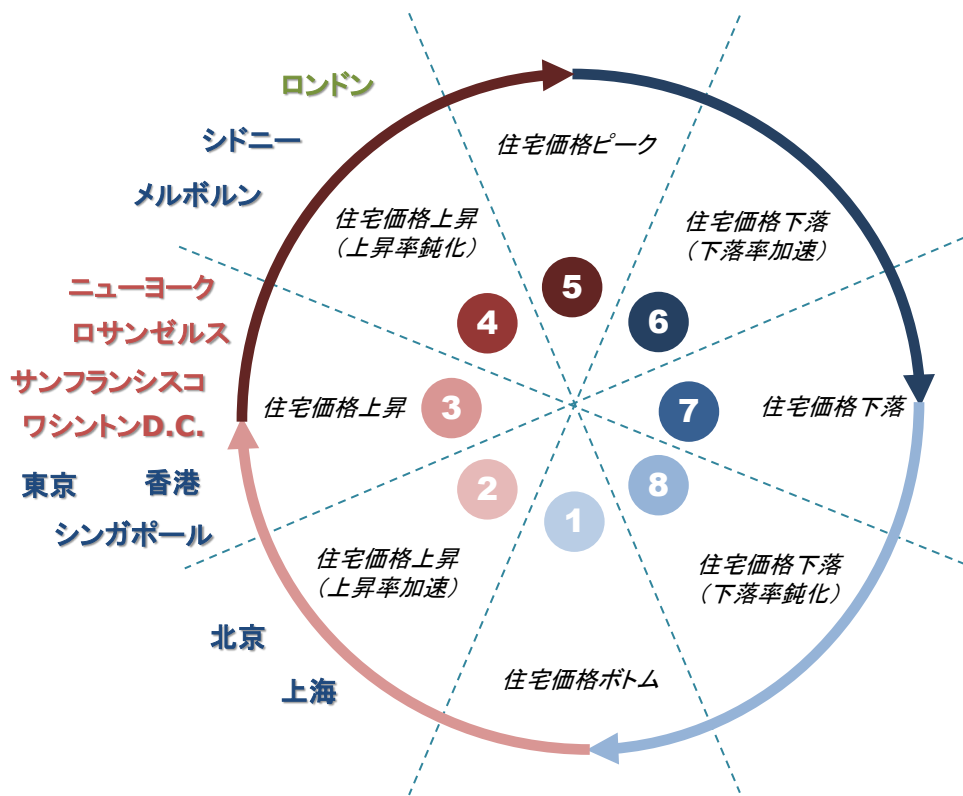 ロンドン
シドニー
メルボルン
ニューヨーク
ロサンゼルス
サンフランシスコ
ワシントンD.C.
東京 香港
シンガポール
北京
上海
住宅価格ピーク
住宅価格上昇
（上昇率鈍化）
住宅価格下落
（下落率加速）
5
4
6
住宅価格上昇
3
7
住宅価格下落
2
8
1
住宅価格上昇
（上昇率加速）
住宅価格下落
（下落率鈍化）
住宅価格ボトム